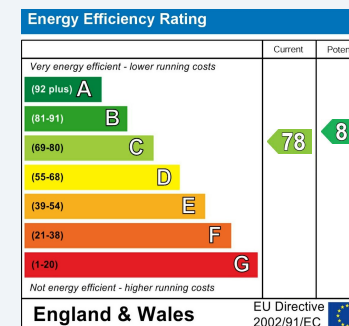 Energy Efficiency Rating
Current
Very energy efficient - lower running costs
(92 plus) A
(81-91) B
(69-80) C
78
(55-68) D
(39-54) E
(21-38) F
(1-20) G
Not energy efficient - higher running costs
England & Wales
EU Directive
2002/91/EC